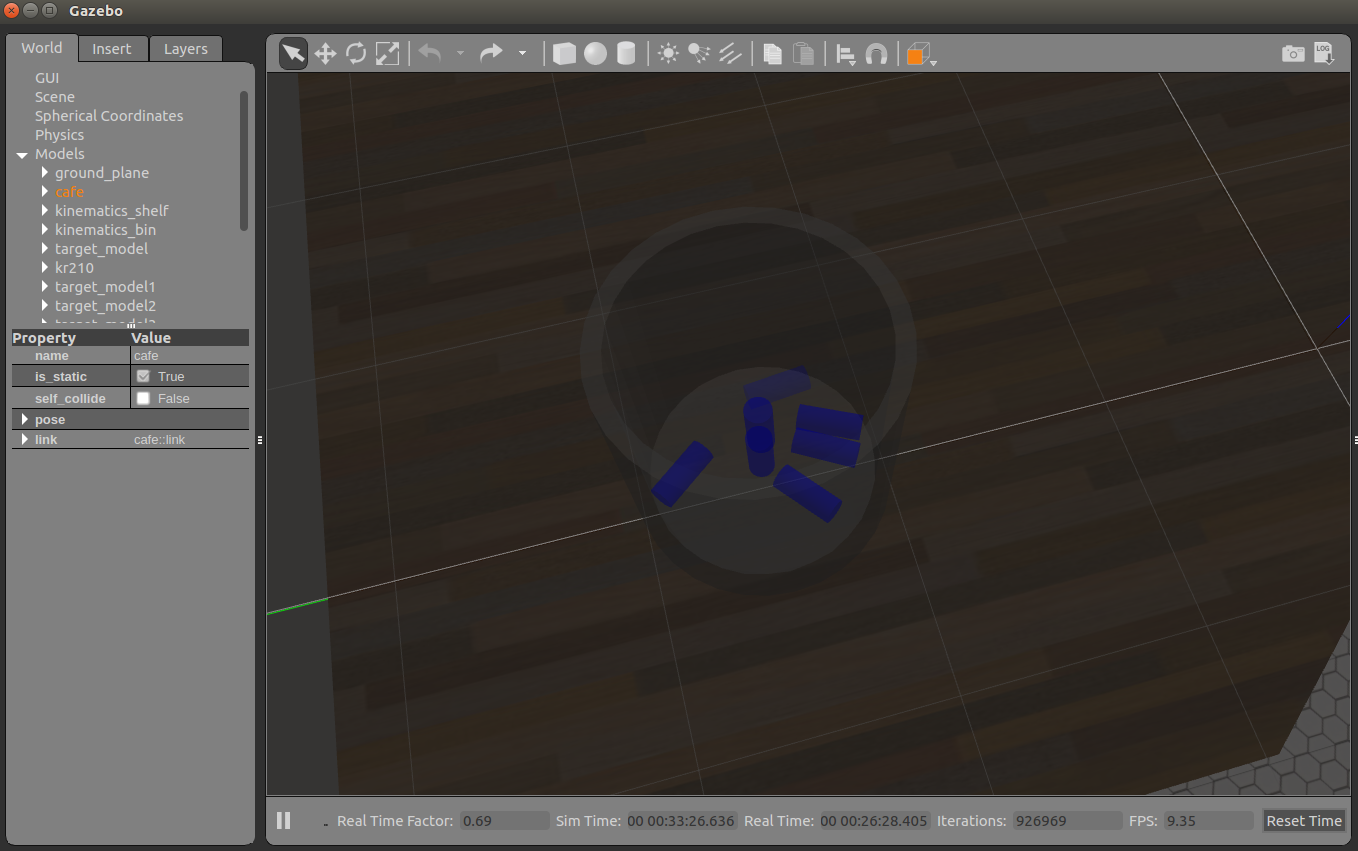 Gazebo
World Insert Layers
LOG
GUI
Scene
Spherical Coordinates
Physics
Models
ground_plane
cafe
kinematics_shelf
kinematics_bin
target_model
kr210
target_model1
target_model2
Property Value
name cafe
is_static True
self_collide False
pose
link cafe::link
Real Time Factor: 0.69 Sim Time: 00 00:33:26.636 Real Time: 00 00:26:28.405 Iterations: 926969 FPS: 9.35 Reset Time